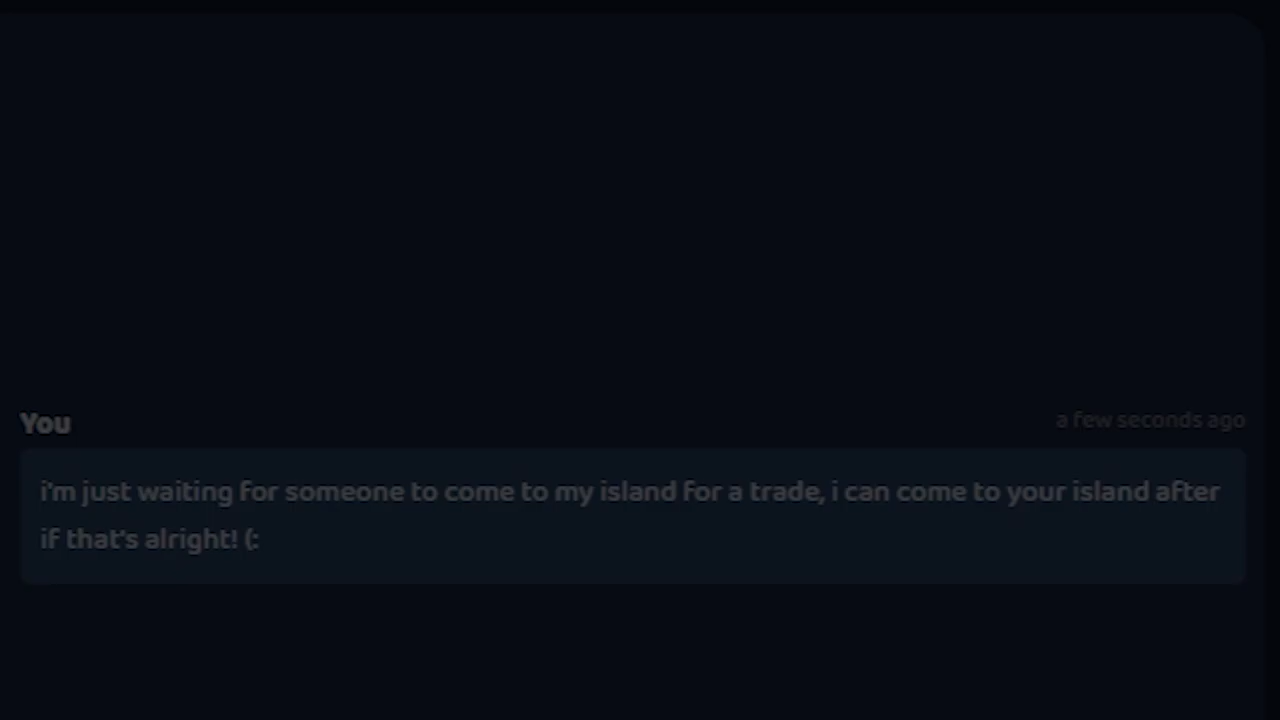 You
a few seconds ago
i'm just waiting for someone to come to my island for a trade, i can come to your island after
if that's alright! (: